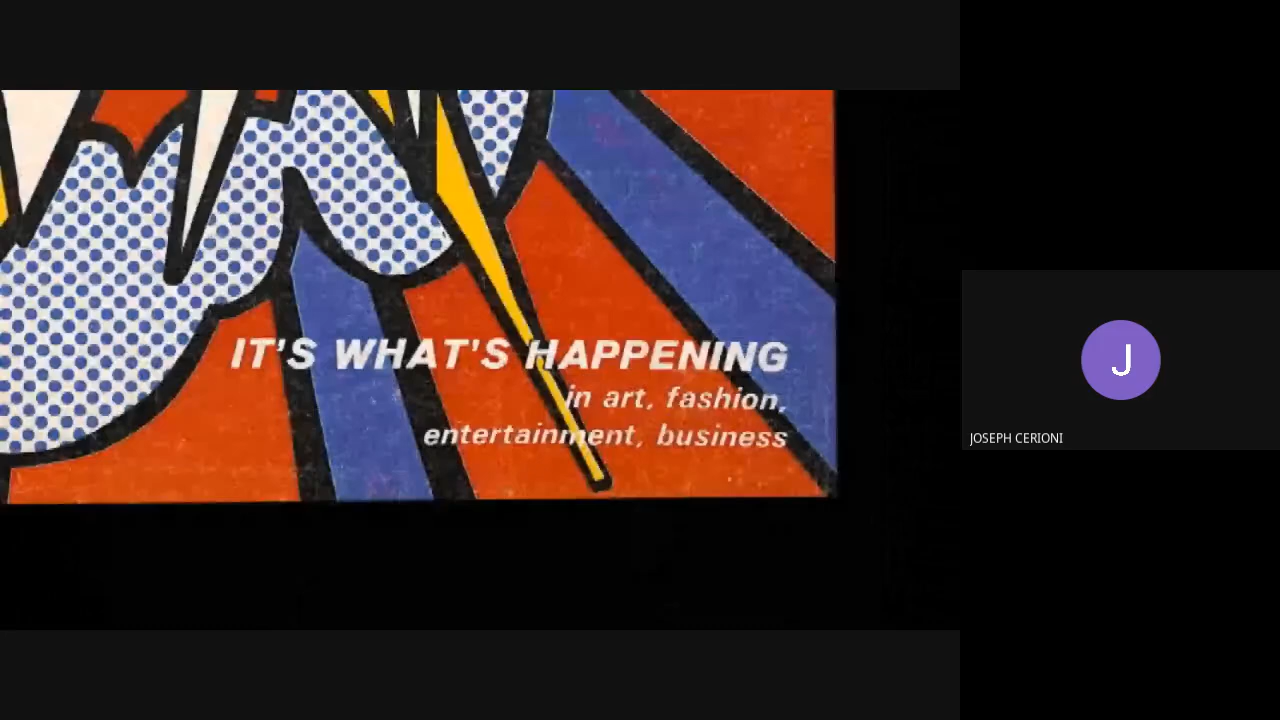 IT'S WHAT'S HAPPENING
in art, fashion,
entertainment, business
J
JOSEPH CERIONI